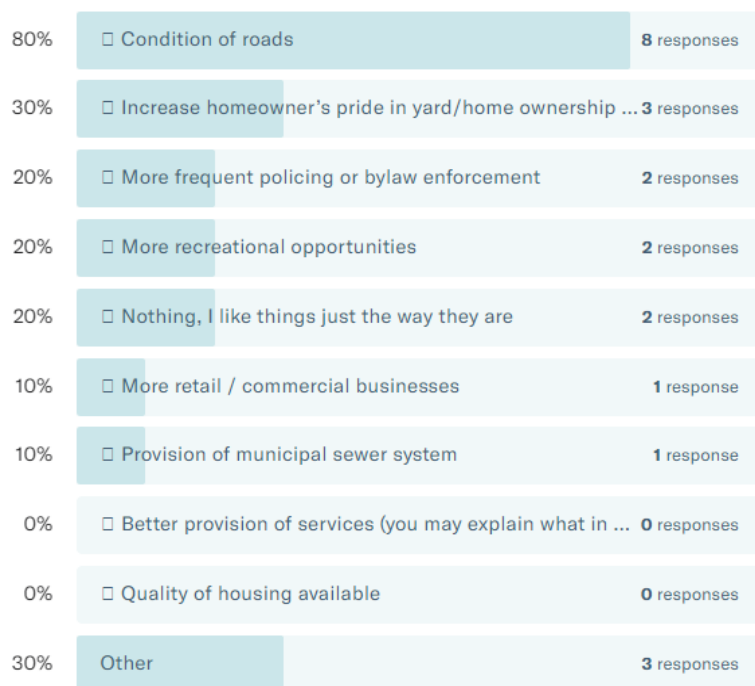 80% □ Condition of roads 8 responses
30% □ Increase homeowner’s pride in yard/home ownership ... 3 responses
20% □ More frequent policing or bylaw enforcement 2 responses
20% □ More recreational opportunities 2 responses
20% □ Nothing, I like things just the way they are 2 responses
10% □ More retail / commercial businesses 1 response
10% □ Provision of municipal sewer system 1 response
0% □ Better provision of services (you may explain what in ... 0 responses
0% □ Quality of housing available 0 responses
30% Other 3 responses